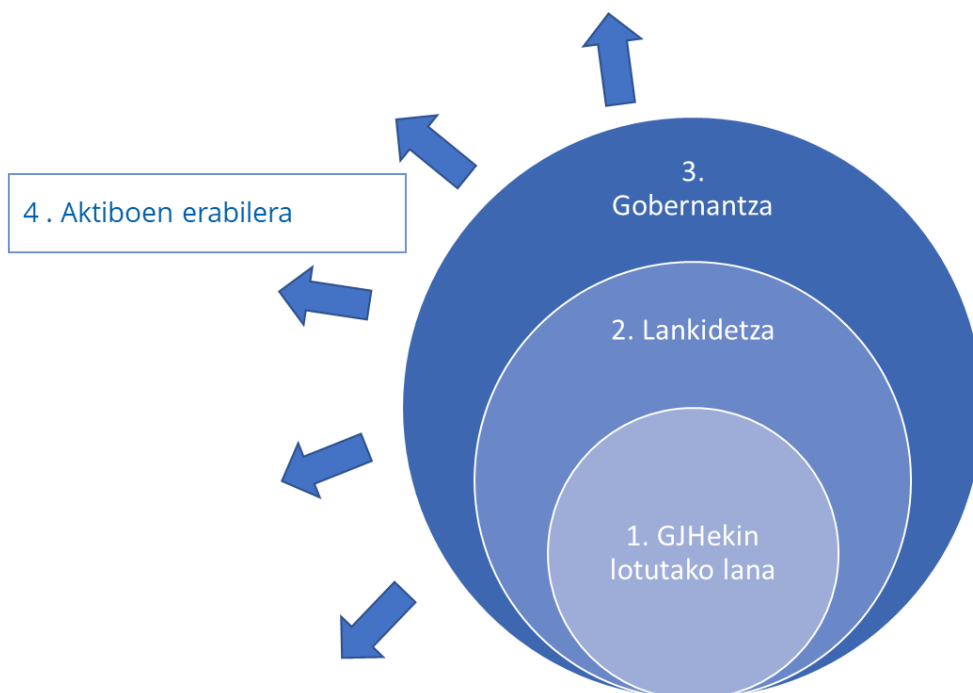 3.
Gobernantza
4 . Aktiboen erabilera
2. Lankidetza
1. GJHekin
lotutako lana